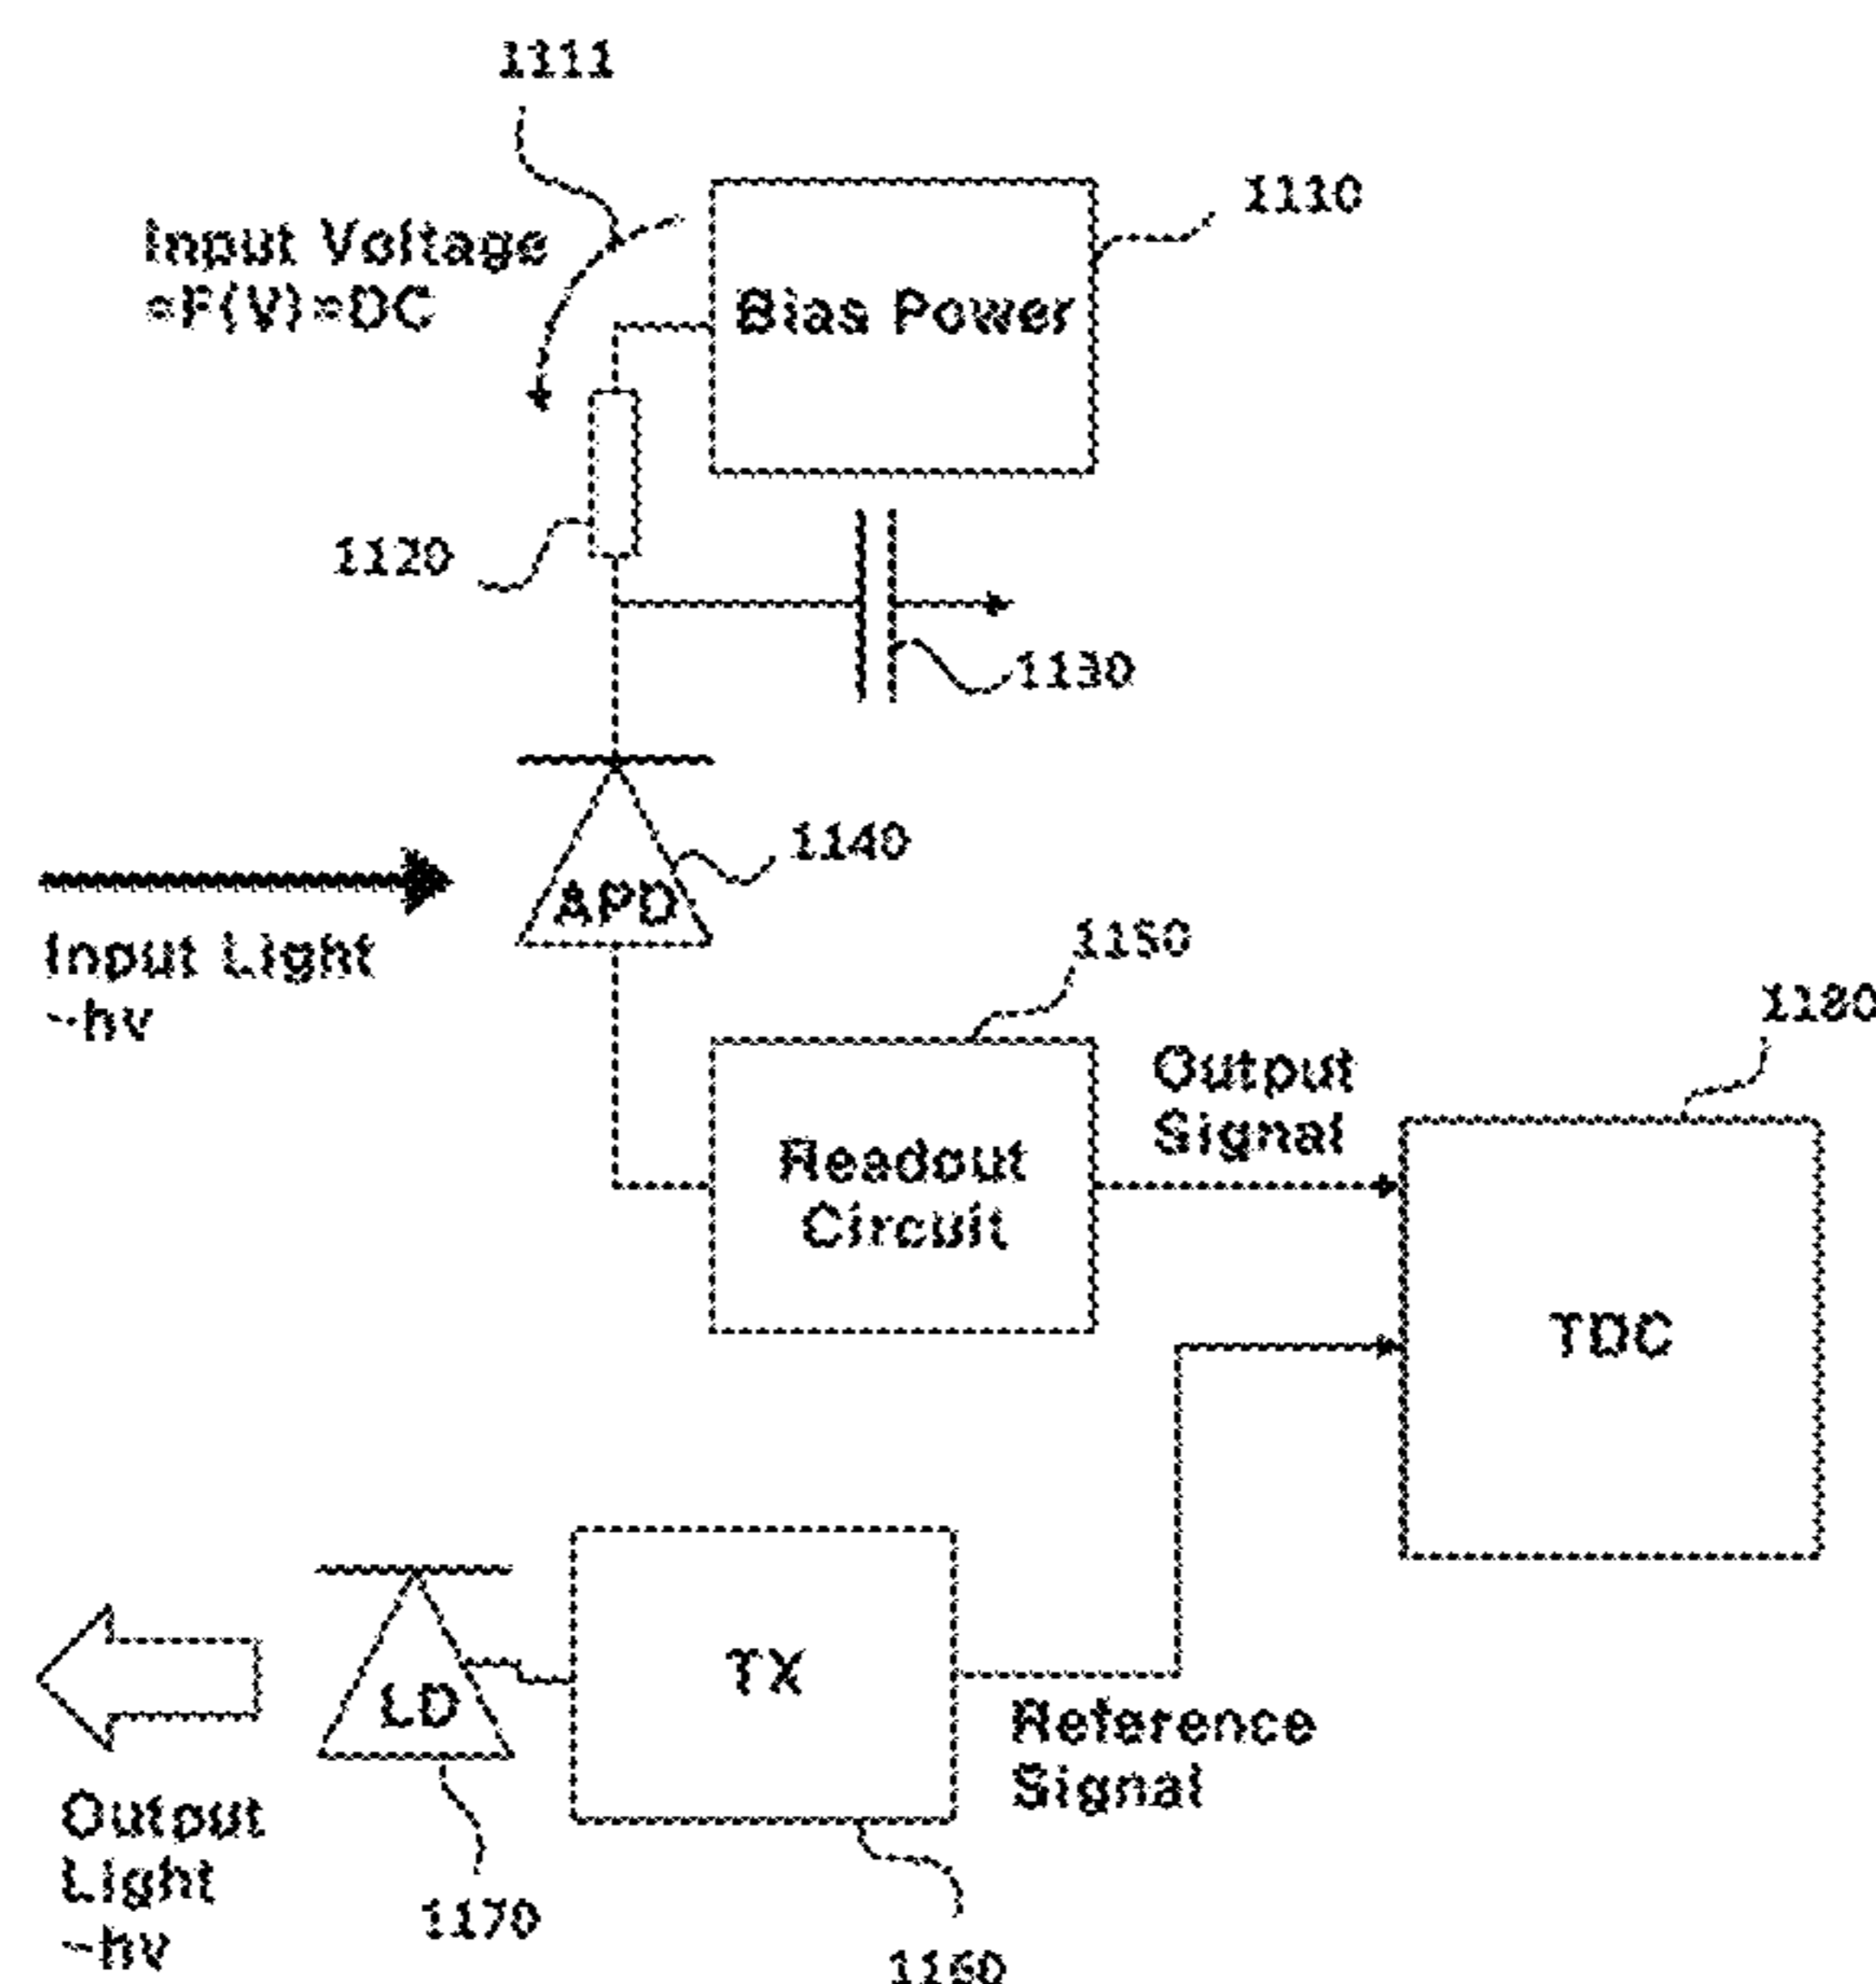 1111
1110
Input Voltage
=F(V)=DC
Bias Power
1120
1130
1140
APD
Input Light
~hv
1150
1180
Output
Signal
Readout
Circuit
TDC
TX
LD
Reference
Signal
Output
Light
~hv
1170
1160